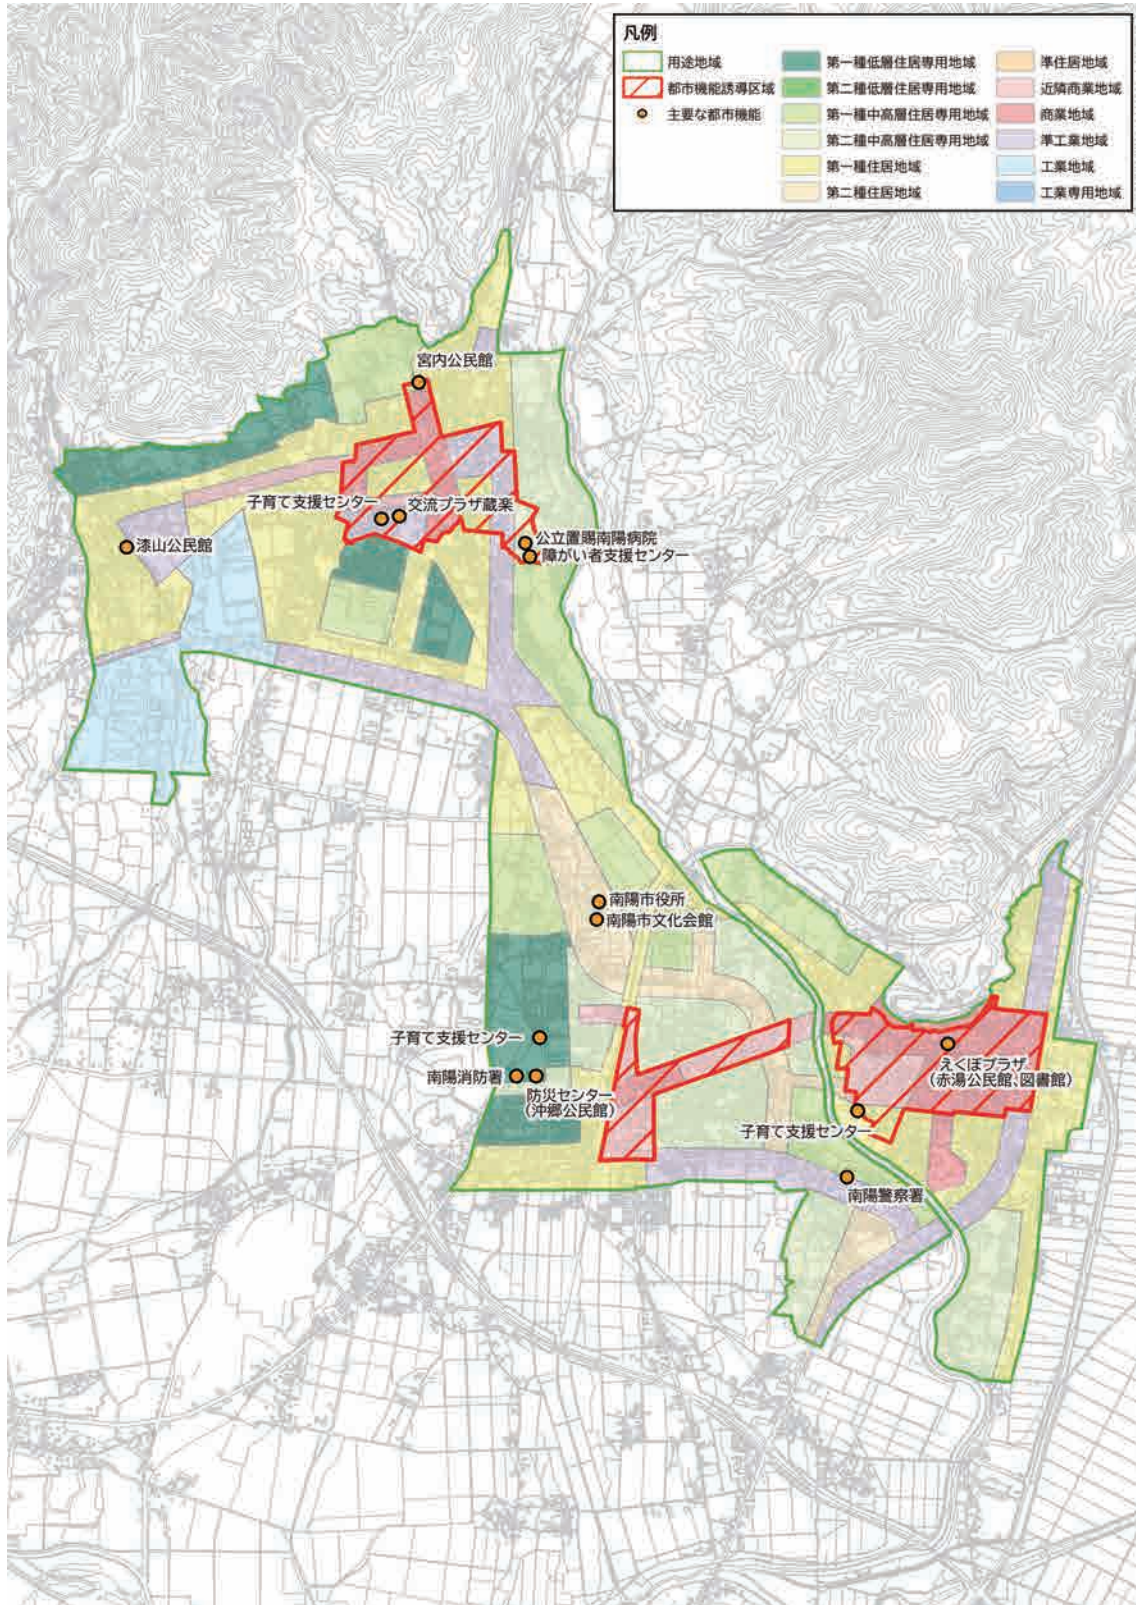 凡例
用途地域
都市機能誘導区域
主要な都市機能
第一種低層住居専用地域
第二種低層住居専用地域
第一種中高層住居専用地域
第二種中高層住居専用地域
第一種住居地域
第二種住居地域
準住居地域
近隣商業地域
商業地域
準工業地域
工業地域
工業専用地域
宮内公民館
子育て支援センター
交流プラザ蔵楽
漆山公民館
公立置賜南陽病院
障がい者支援センター
南陽市役所
南陽市文化会館
子育て支援センター
南陽消防署
防災センター
(沖郷公民館)
えくぼプラザ
(赤湯公民館、図書館)
子育て支援センター
南陽警察署